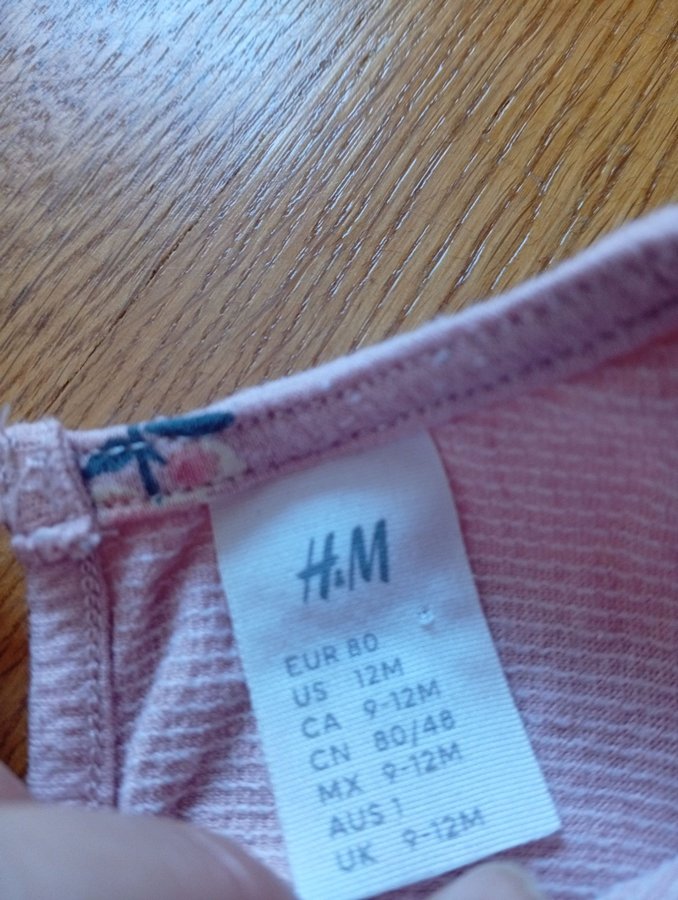 H&M
EUR 80
US 12M
CA 9-12M
CN 80/48
MX 9-12M
AUS 1
UK 9-12M